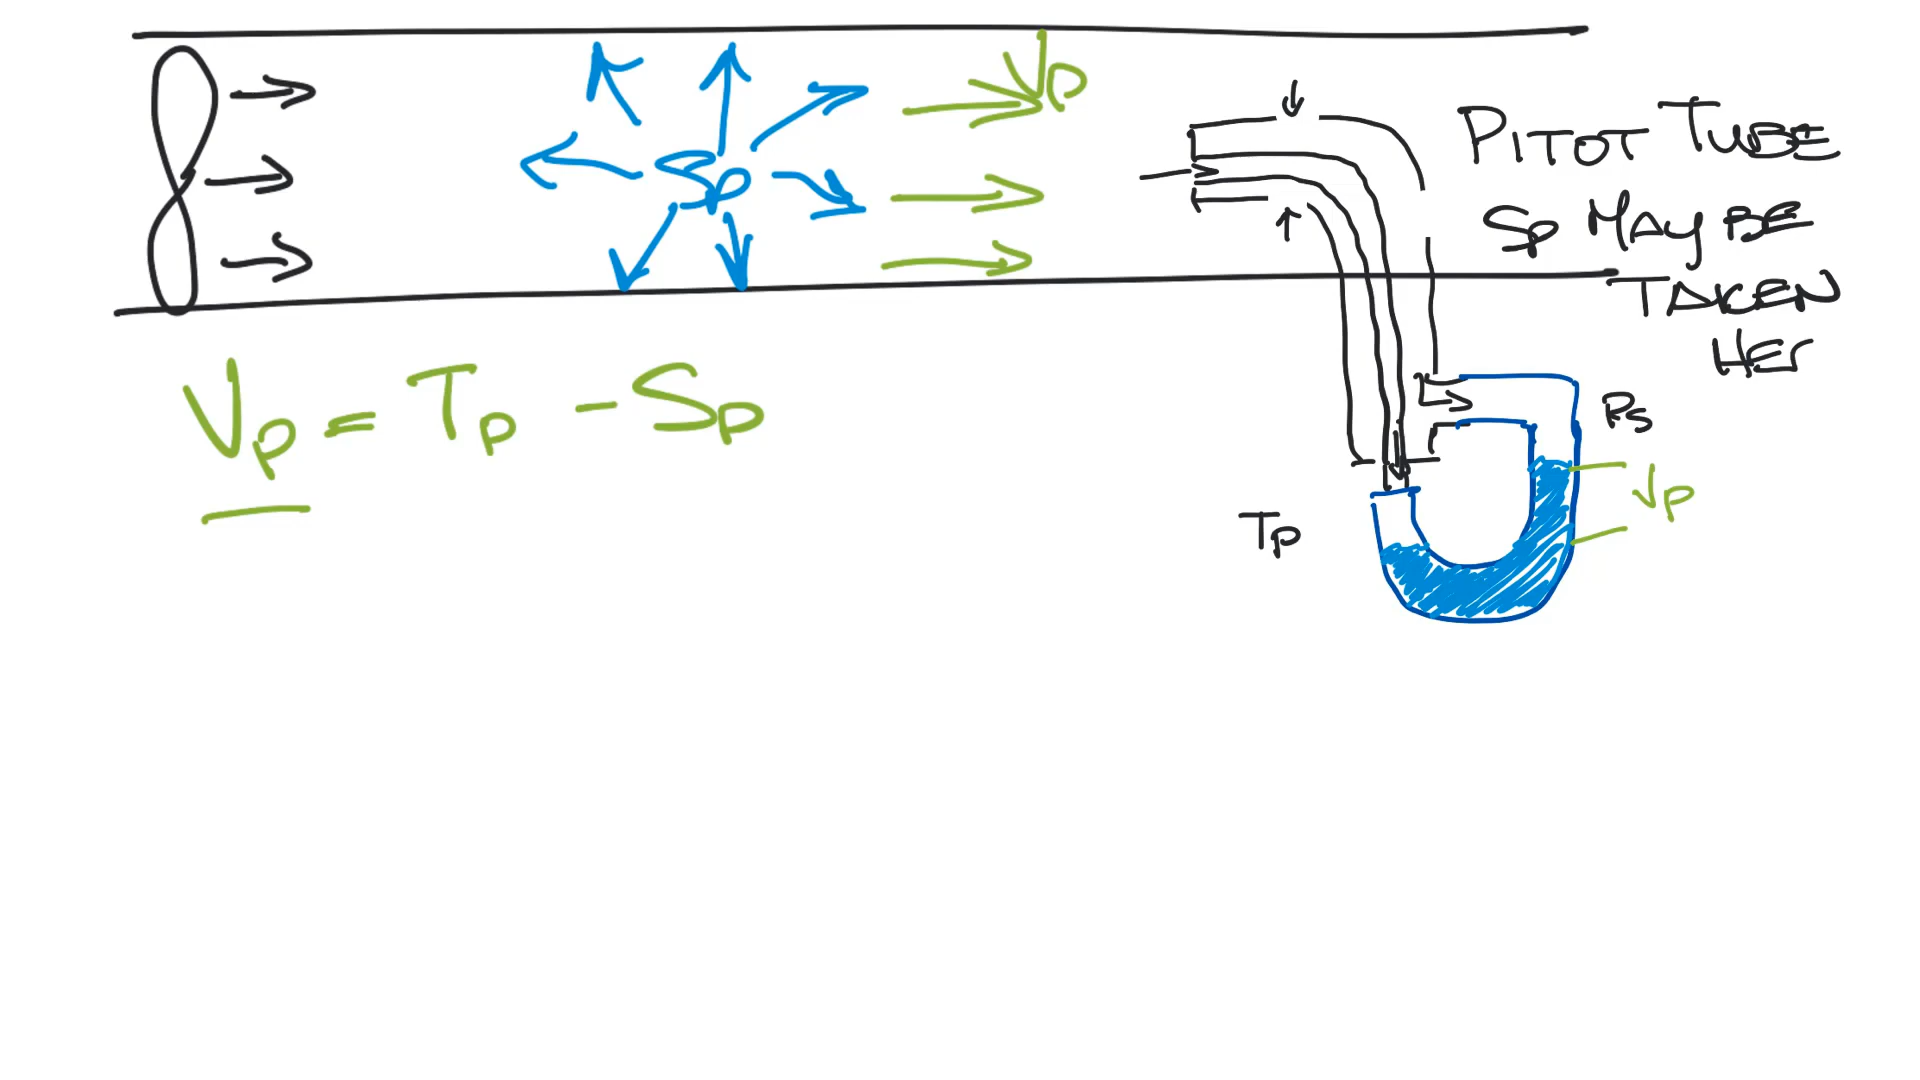 Vp
Sp
PITOT TUBE
Sp MAY BE
TAKEN
HER
Vp = Tp - Sp
Ps
Vp
Tp